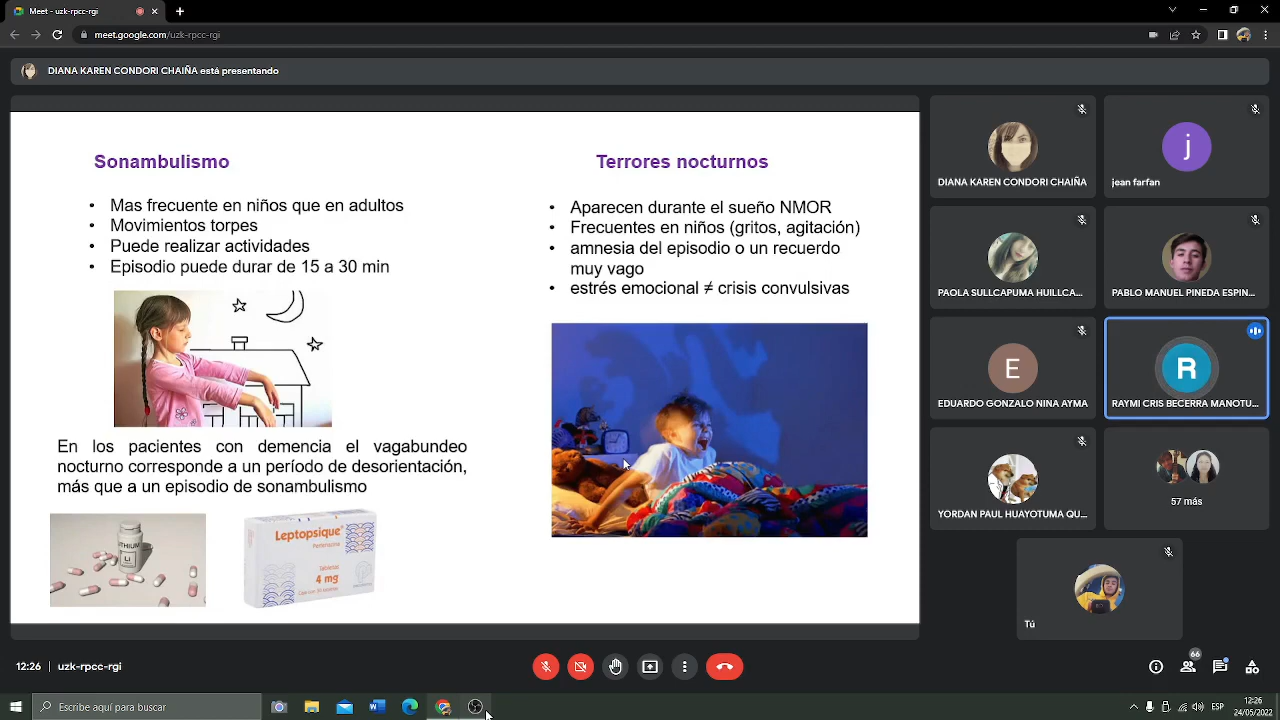 Meet - uzk-rpcc-rgi
meet.google.com/uzk-rpcc-rgi
DIANA KAREN CONDORI CHAIÑA está presentando
Sonambulismo
• Mas frecuente en niños que en adultos
• Movimientos torpes
• Puede realizar actividades
• Episodio puede durar de 15 a 30 min
En los pacientes con demencia el vagabundeo
nocturno corresponde a un período de desorientación,
más que a un episodio de sonambulismo
LI
Leptopsique
Perfenazina
Tabletas
4 mg
Terrores nocturnos
• Aparecen durante el sueño NMOR
• Frecuentes en niños (gritos, agitación)
• amnesia del episodio o un recuerdo
muy vago
• estrés emocional ≠ crisis convulsivas
DIANA KAREN CONDORI CHAIÑA
j
jean farfan
PAOLA SULLCAPUMA HUILLCA...
PABLO MANUEL PINEDA ESPIN...
E
EDUARDO GONZALO NINA AYMA
R
RAYMI CRIS BECERRA MANOTU...
YORDAN PAUL HUAYOTUMA QU...
57 más
Tú
12:26 | uzk-rpcc-rgi
66
Escribe aquí para buscar
ESP
12:26
24/05/2022